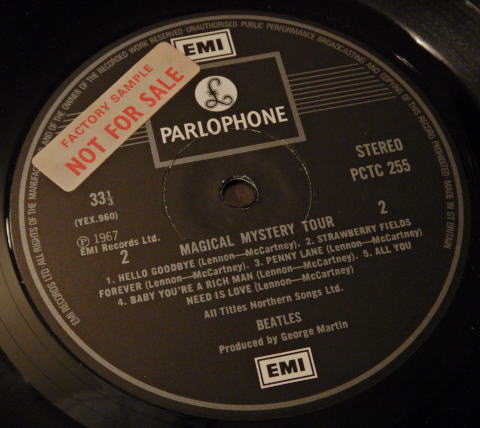 EMI RECORDS LTD ALL RIGHTS OF THE MANUFACTURER AND OF THE OWNER OF THE RECORDED WORK RESERVED·UNAUTHORISED PUBLIC PERFORMANCE BROADCASTING AND COPYING OF THIS RECORD PROHIBITED·MADE IN GT BRITAIN
EMI
FACTORY SAMPLE
NOT FOR SALE
£
PARLOPHONE
33⅓
(YEX.960)
STEREO
PCTC 255
℗ 1967
EMI Records Ltd.
2
2
MAGICAL MYSTERY TOUR
1. HELLO GOODBYE (Lennon—McCartney). 2. STRAWBERRY FIELDS
FOREVER (Lennon—McCartney). 3. PENNY LANE (Lennon—McCartney).
4. BABY YOU'RE A RICH MAN (Lennon—McCartney). 5. ALL YOU
NEED IS LOVE (Lennon—McCartney)
All Titles Northern Songs Ltd.
BEATLES
Produced by George Martin
EMI